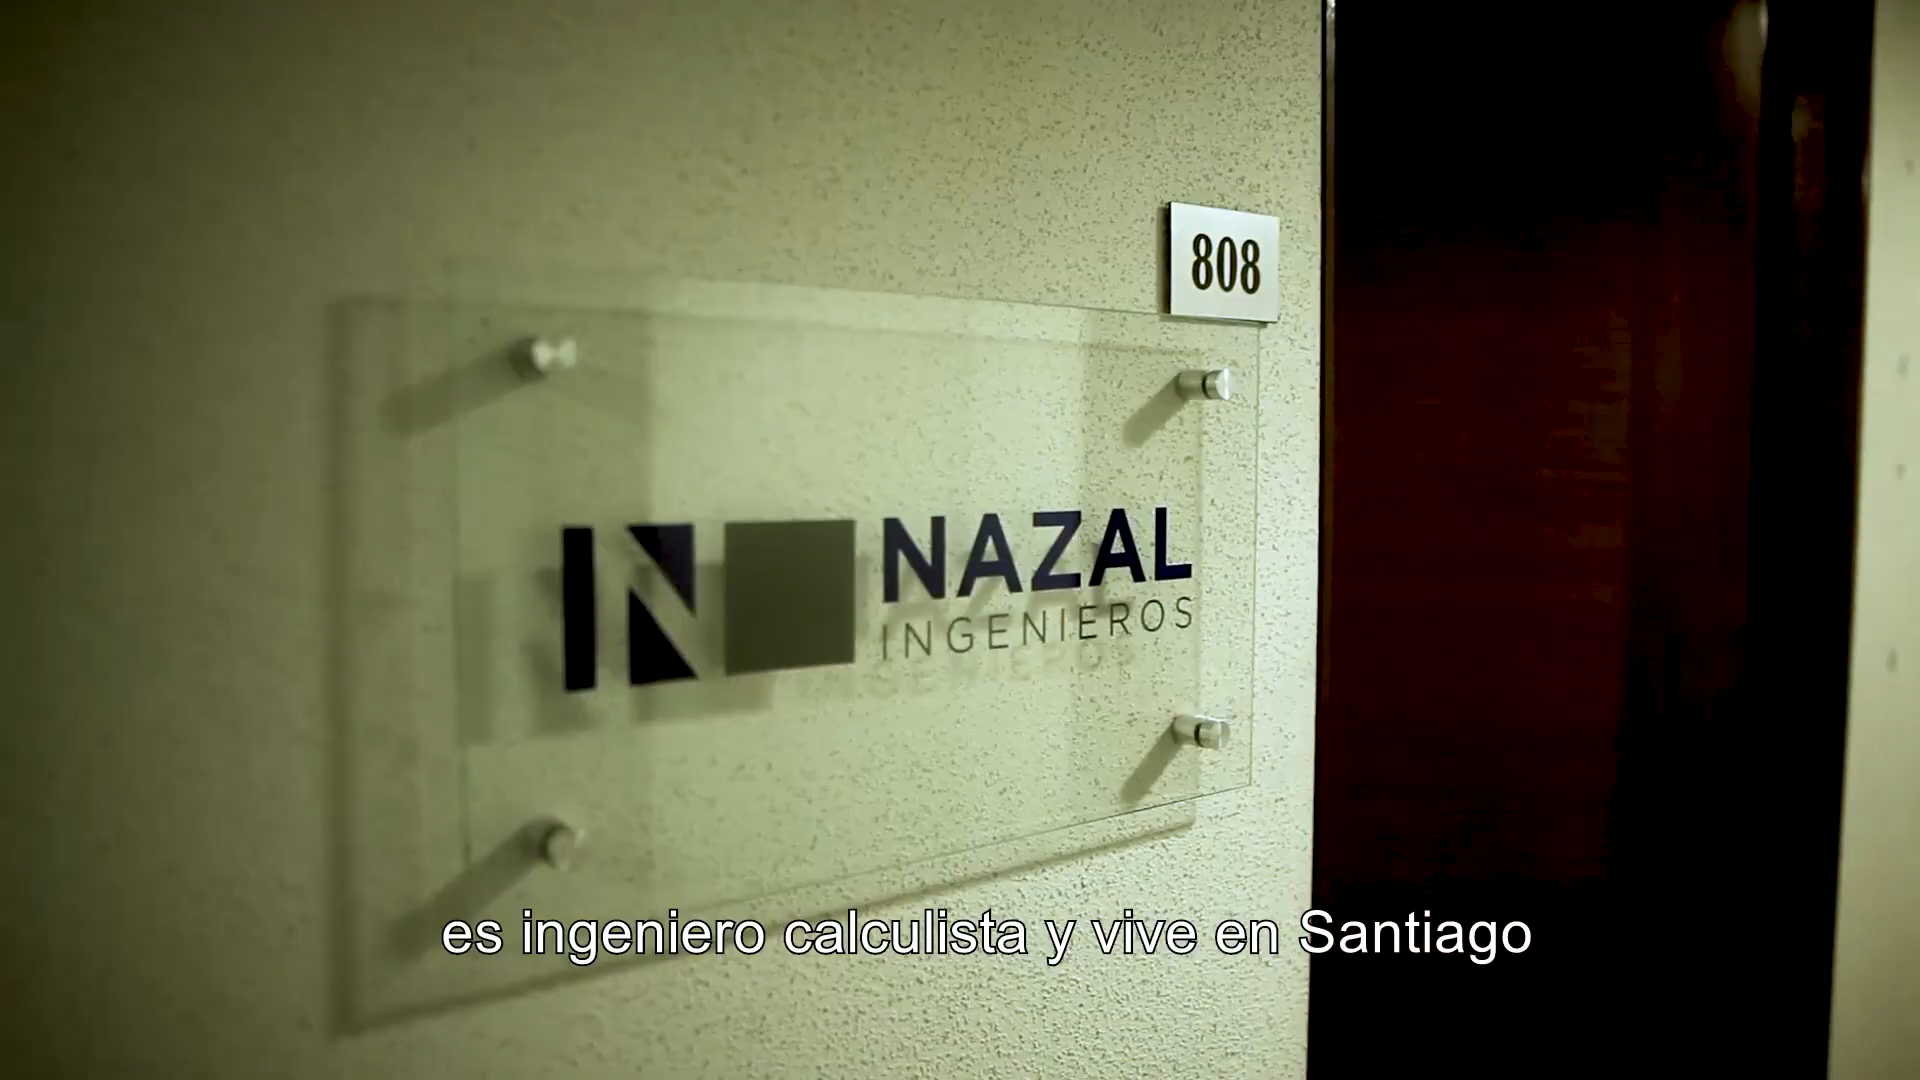 808
N
NAZAL
INGENIEROS
es ingeniero calculista y vive en Santiago